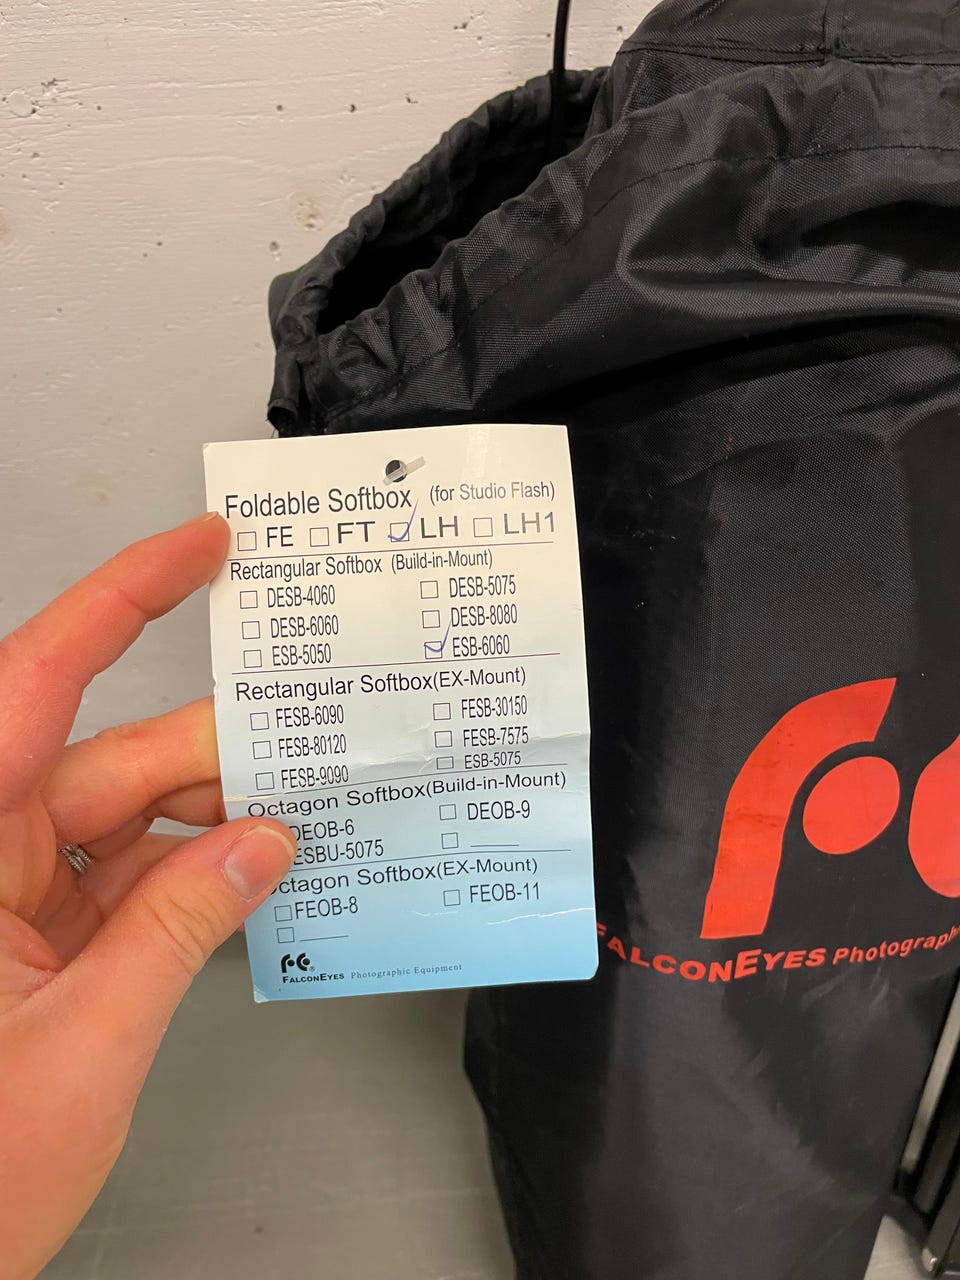 Foldable Softbox (for Studio Flash)
FE FT LH LH1
Rectangular Softbox (Build-in-Mount)
DESB-4060 DESB-5075
DESB-6060 DESB-8080
ESB-5050 ESB-6060
Rectangular Softbox(EX-Mount)
FESB-6090 FESB-30150
FESB-80120 FESB-7575
FESB-9090 ESB-5075
Octagon Softbox(Build-in-Mount)
DEOB-6 DEOB-9
ESBU-5075
Octagon Softbox(EX-Mount)
FEOB-8 FEOB-11
FALCONEYES Photographic Equipment
FALCONEYES Photograph